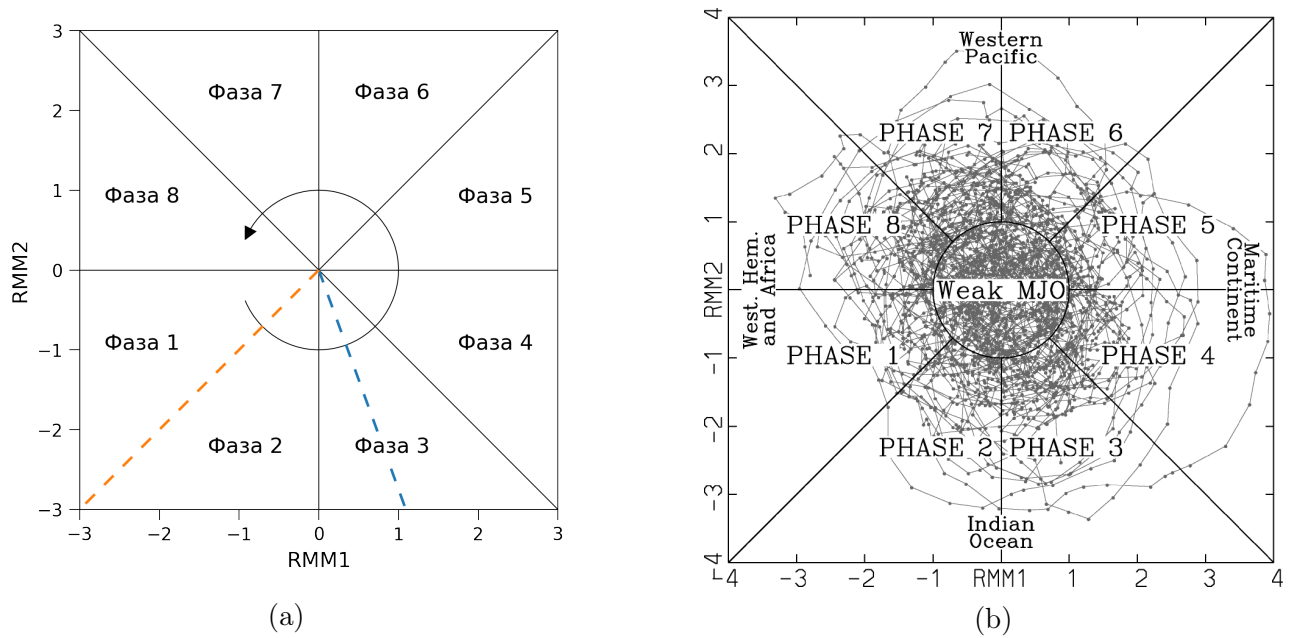 3
2
1
0
−1
−2
−3
RMM2
Фаза 7
Фаза 6
Фаза 8
Фаза 5
Фаза 1
Фаза 4
Фаза 2
Фаза 3
−3
−2
−1
0
1
2
3
RMM1
(a)
4
3
2
1
RMM2
-1
-2
-3
-4
Western
Pacific
PHASE 7
PHASE 6
PHASE 8
PHASE 5
West. Hem.
and Africa
Weak MJO
Maritime
Continent
PHASE 1
PHASE 4
PHASE 2
PHASE 3
Indian
Ocean
-4
-3
-2
-1
RMM1
1
2
3
4
(b)